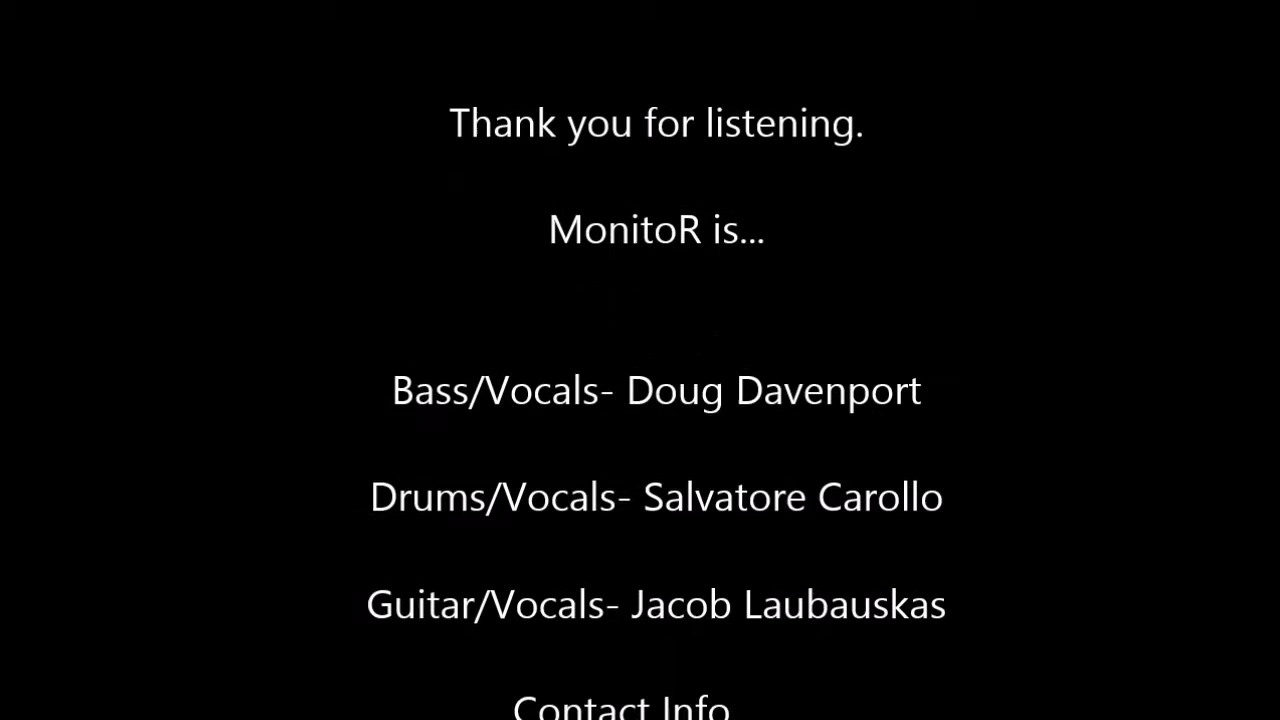 Thank you for listening.
MonitoR is...
Bass/Vocals- Doug Davenport
Drums/Vocals- Salvatore Carollo
Guitar/Vocals- Jacob Laubauskas
Contact Info